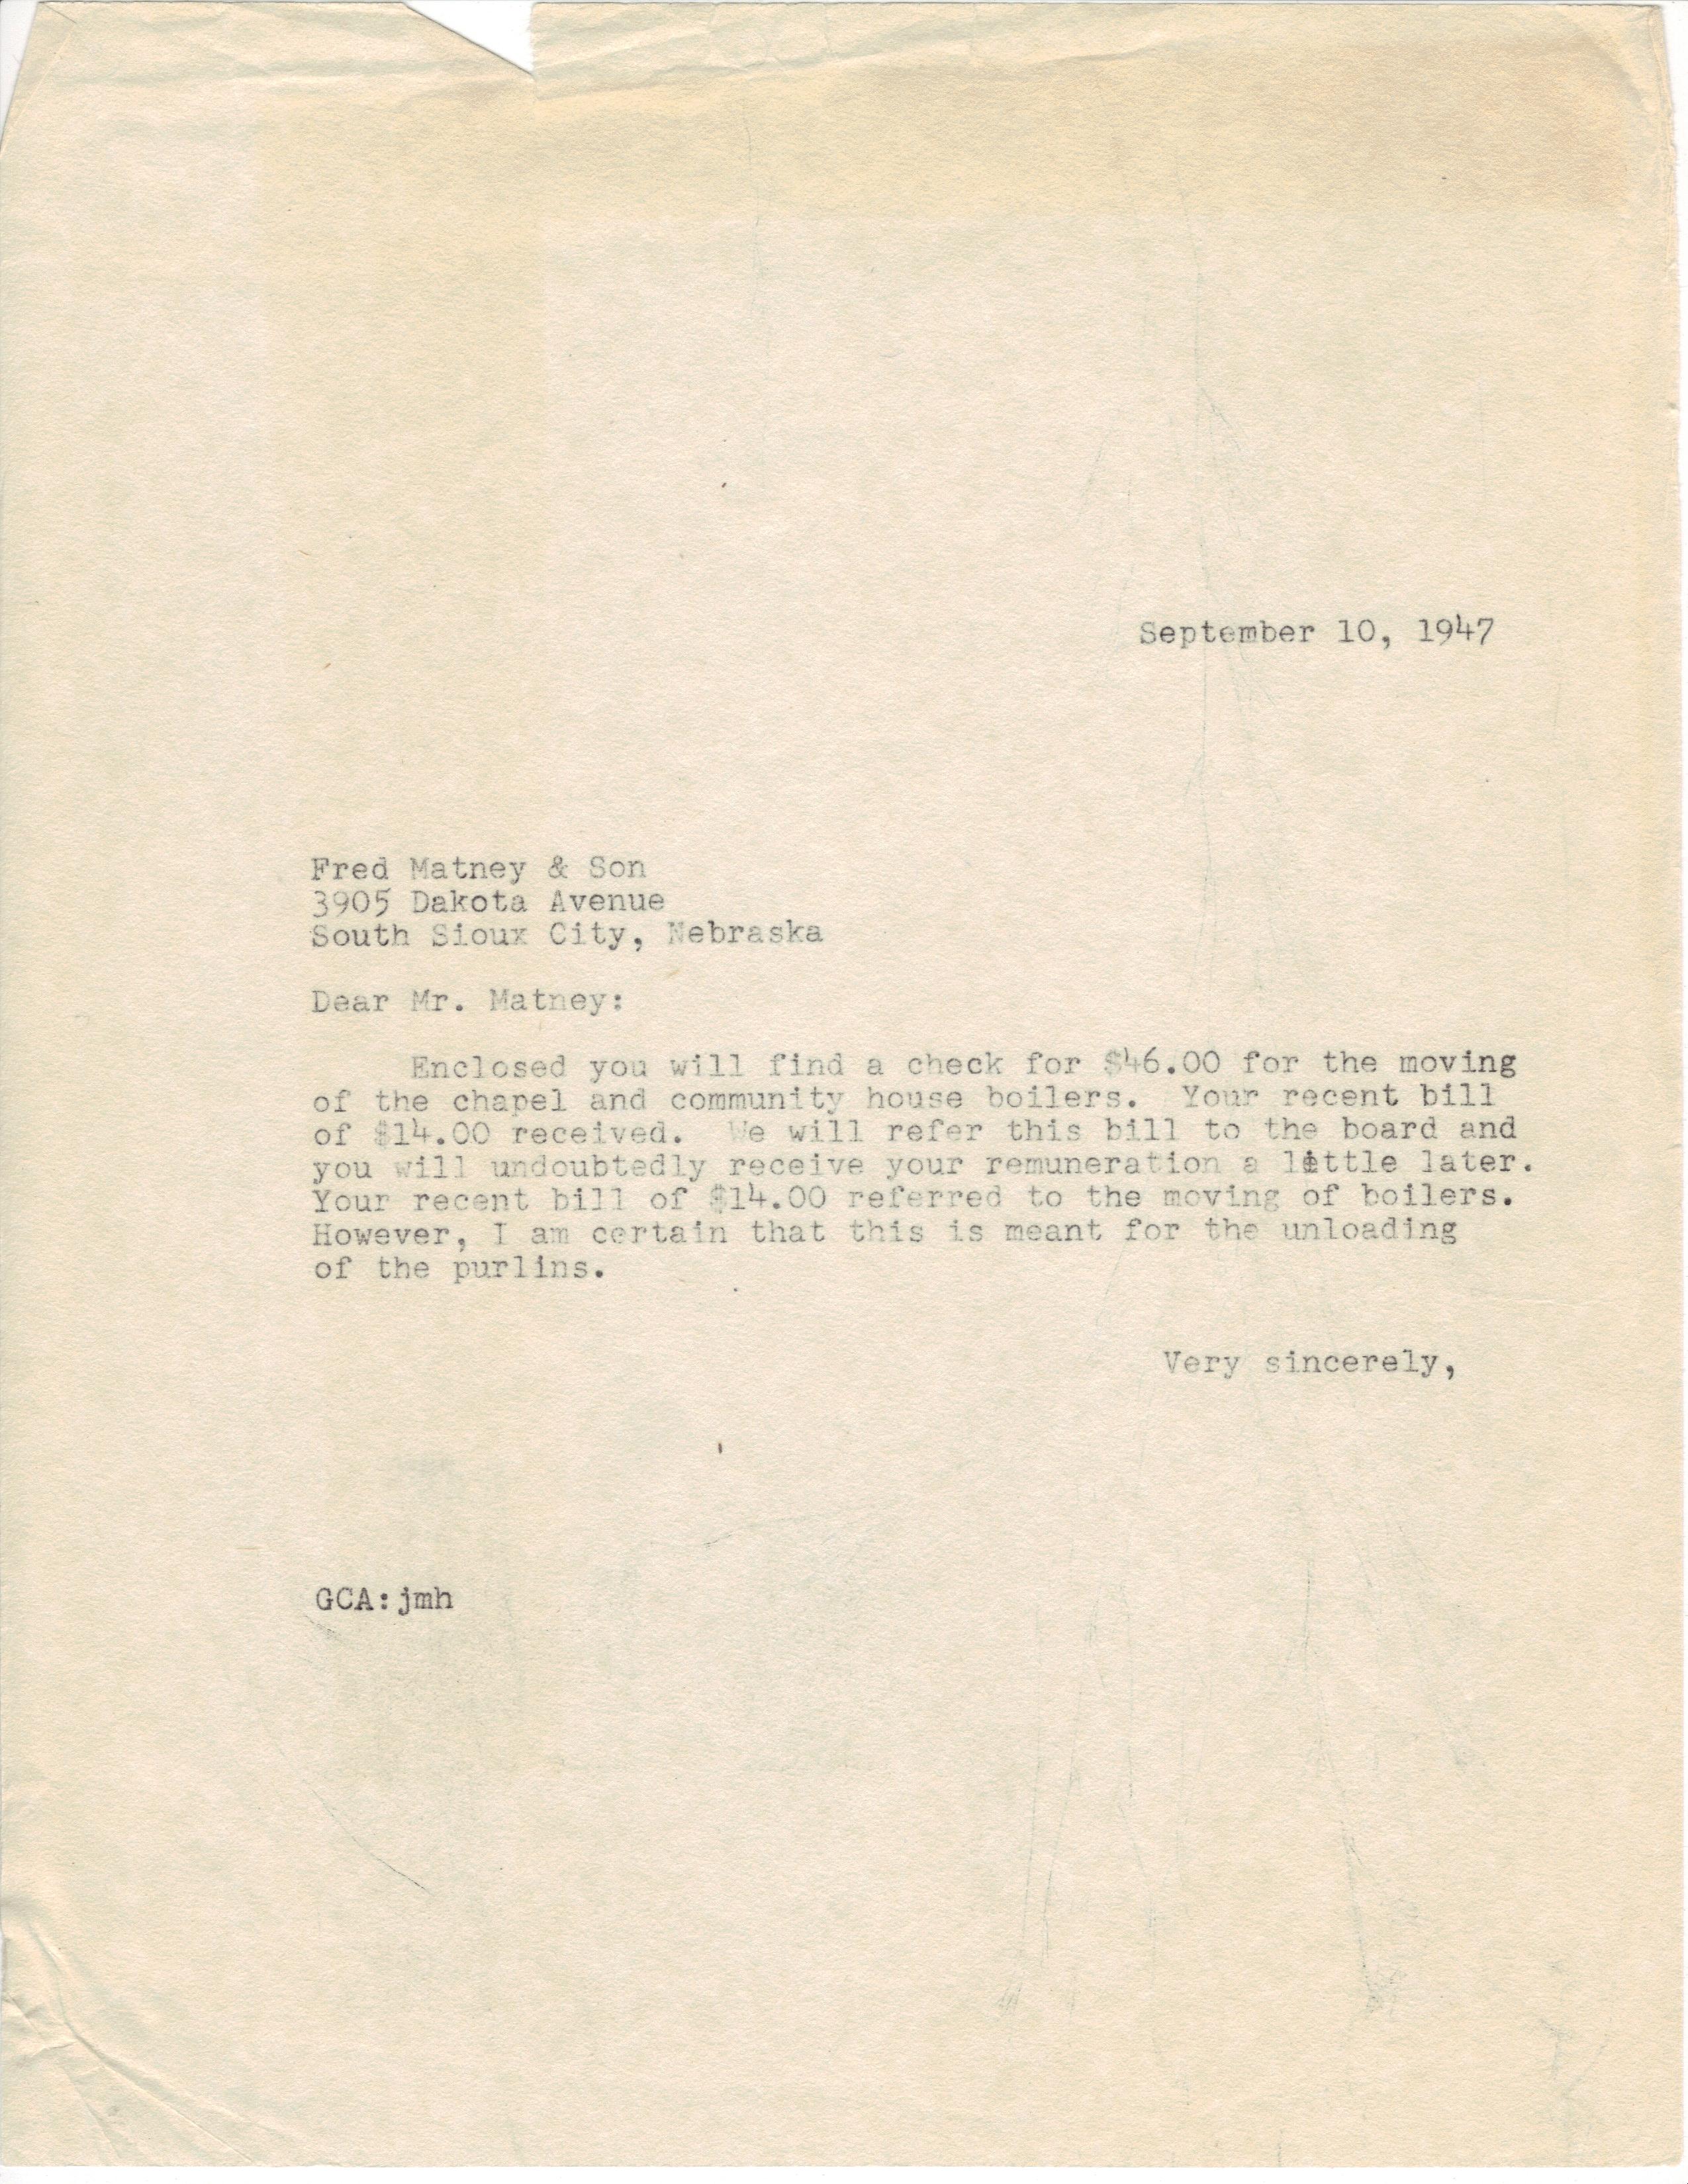 September 10, 1947
Fred Matney & Son
3905 Dakota Avenue
South Sioux City, Nebraska
Dear Mr. Matney:
Enclosed you will find a check for $46.00 for the moving
of the chapel and community house boilers. Your recent bill
of $14.00 received. We will refer this bill to the board and
you will undoubtedly receive your remuneration a little later.
Your recent bill of $14.00 referred to the moving of boilers.
However, I am certain that this is meant for the unloading
of the purlins.
Very sincerely,
GCA:jmh